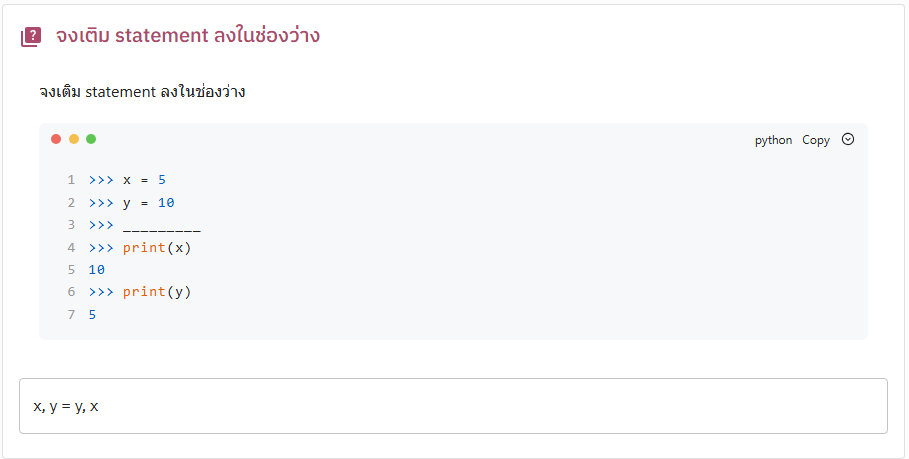 จงเติม statement ลงในช่องว่าง
จงเติม statement ลงในช่องว่าง
python Copy
1 >>> x = 5
2 >>> y = 10
3 >>> _________
4 >>> print(x)
5 10
6 >>> print(y)
7 5
x, y = y, x